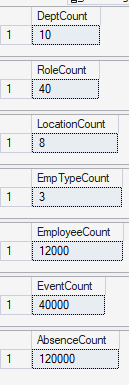 DeptCount
1 10
RoleCount
1 40
LocationCount
1 8
EmpTypeCount
1 3
EmployeeCount
1 12000
EventCount
1 40000
AbsenceCount
1 120000